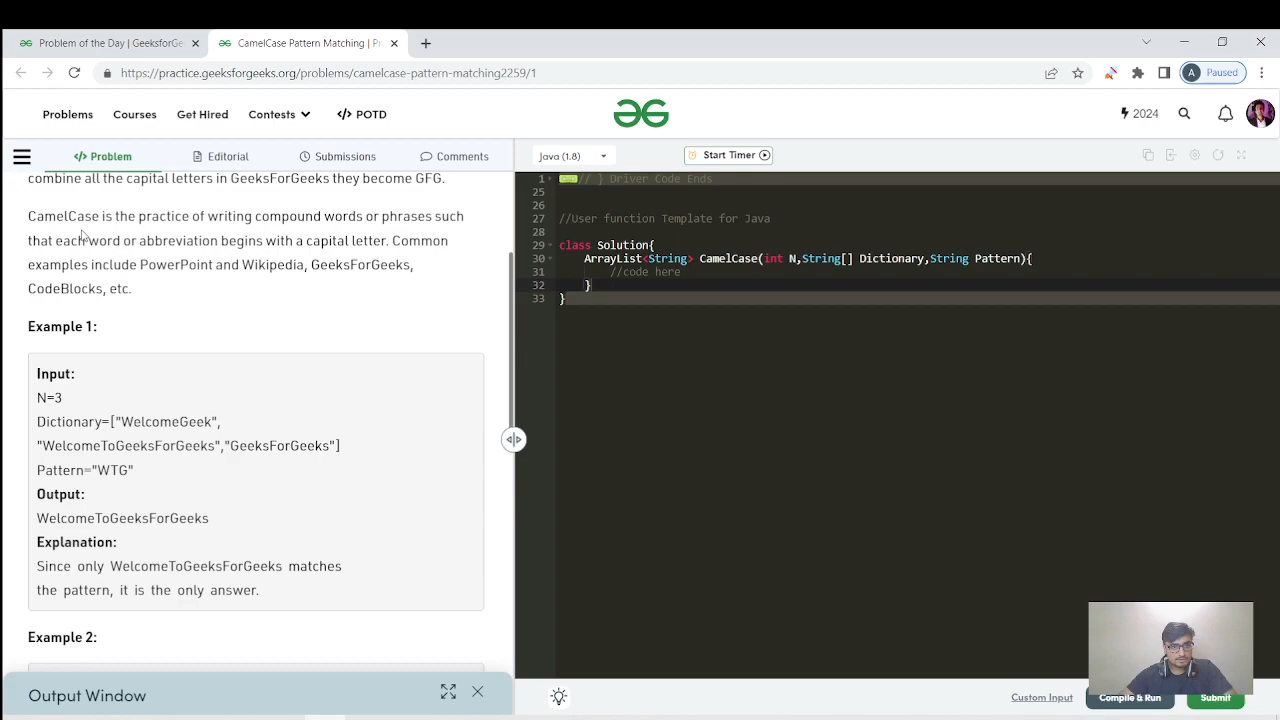 Problem of the Day | GeeksforGe
CamelCase Pattern Matching | Pr
https://practice.geeksforgeeks.org/problems/camelcase-pattern-matching2259/1
A Paused
Problems Courses Get Hired Contests </> POTD
2024
</> Problem Editorial Submissions Comments
Java (1.8) Start Timer
combine all the capital letters in GeeksForGeeks they become GFG.
CamelCase is the practice of writing compound words or phrases such
that each word or abbreviation begins with a capital letter. Common
examples include PowerPoint and Wikipedia, GeeksForGeeks,
CodeBlocks, etc.
Example 1:
Input:
N=3
Dictionary=["WelcomeGeek",
"WelcomeToGeeksForGeeks","GeeksForGeeks"]
Pattern="WTG"
Output:
WelcomeToGeeksForGeeks
Explanation:
Since only WelcomeToGeeksForGeeks matches
the pattern, it is the only answer.
Example 2:
Output Window
1 // } Driver Code Ends
25
26
27 //User function Template for Java
28
29 class Solution{
30 ArrayList<String> CamelCase(int N,String[] Dictionary,String Pattern){
31 //code here
32 }
33 }
Custom Input Compile & Run Submit